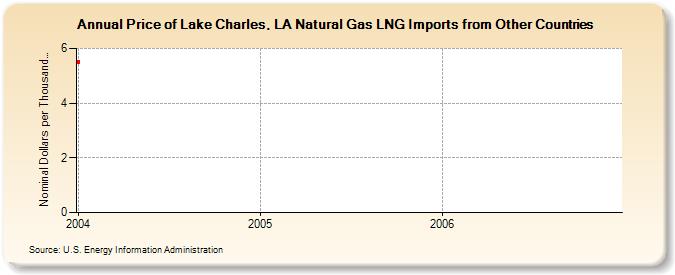 Annual Price of Lake Charles, LA Natural Gas LNG Imports from Other Countries
Nominal Dollars per Thousand...
6
4
2
0
2004 2005 2006
Source: U.S. Energy Information Administration